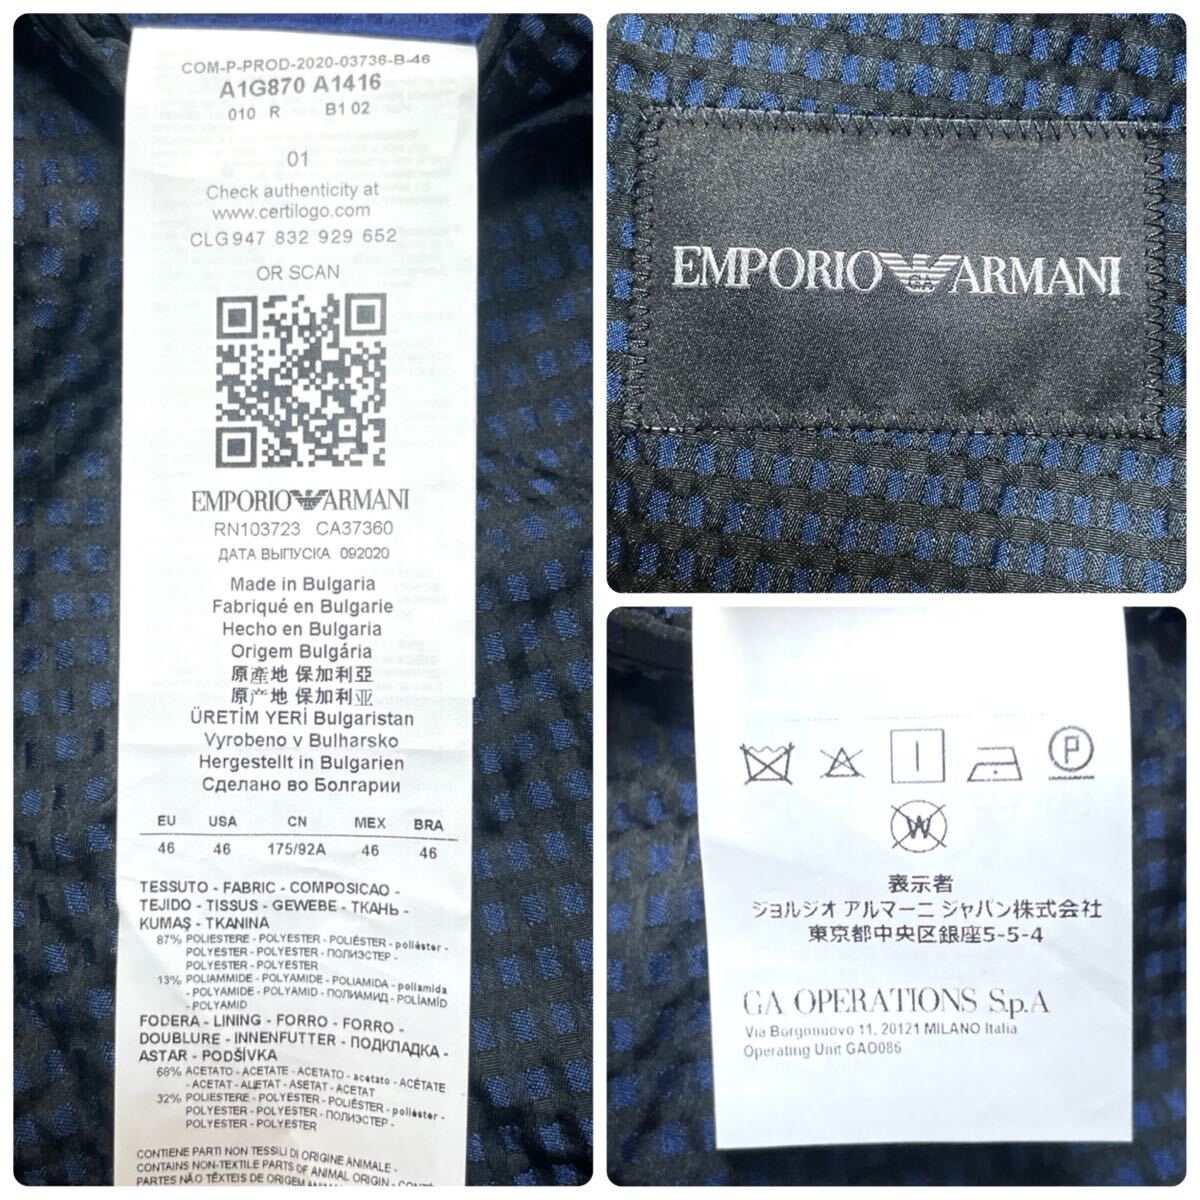 COM-P-PROD-2020-03736-B-46
A1G870 A1416
010 R B1 02
01
Check authenticity at
www.certilogo.com
CLG 947 832 929 652
OR SCAN
EMPORIO ARMANI
RN103723 CA37360
ДАТА ВЫПУСКА 092020
Made in Bulgaria
Fabriqué en Bulgarie
Hecho en Bulgaria
Origem Bulgária
原產地 保加利亞
原产地 保加利亚
ÜRETİM YERİ Bulgaristan
Vyrobeno v Bulharsko
Hergestellt in Bulgarien
Сделано во Болгарии
EU USA CN MEX BRA
46 46 175/92A 46 46
TESSUTO - FABRIC - COMPOSICAO -
TEJIDO - TISSUS - GEWEBE - ТКАНЬ -
KUMAŞ - TKANINA
87% POLIESTERE - POLYESTER - POLIÉSTER - poliéster -
POLYESTER - POLYESTER - ПОЛИЭСТЕР -
POLYESTER - POLYESTER
13% POLIAMMIDE - POLYAMIDE - POLIAMIDA - poliamida
- POLYAMIDE - POLYAMID - ПОЛИАМИД - POLİAMİD
- POLYAMID
FODERA - LINING - FORRO - FORRO -
DOUBLURE - INNENFUTTER - ПОДКЛАДКА -
ASTAR - PODŠÍVKA
68% ACETATO - ACETATE - ACETATO - acetato - ACÉTATE
- ACETAT - АЦЕТАТ - ASETAT - ACETAT
32% POLIESTERE - POLYESTER - POLIÉSTER - poliéster -
POLYESTER - POLYESTER - ПОЛИЭСТЕР -
POLYESTER - POLYESTER
CONTIENE PARTI NON TESSILI DI ORIGINE ANIMALE -
CONTAINS NON-TEXTILE PARTS OF ANIMAL ORIGIN -
PARTES NÃO TÊXTEIS DE ORIGEM
EMPORIO GA ARMANI
P
W
表示者
ジョルジオ アルマーニ ジャパン株式会社
東京都中央区銀座5-5-4
GA OPERATIONS S.p.A
Via Borgonuovo 11, 20121 MILANO Italia
Operating Unit GAO086